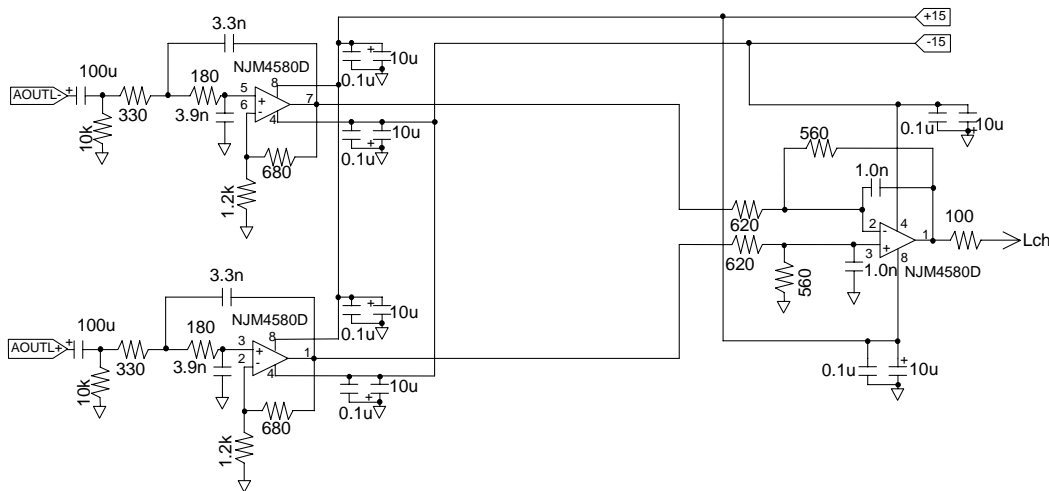 3.3n
+15
-15
10u
0.1u
100u
180
NJM4580D
AOUTL-
+
330
3.9n
10k
5
6
+
-
8
4
7
+
0.1u
10u
+
680
1.2k
0.1u
10u
+
560
1.0n
620
620
560
1.0n
2
3
-
+
4
8
1
100
Lch
NJM4580D
3.3n
0.1u
10u
+
100u
180
NJM4580D
AOUTL+
+
330
3.9n
10k
3
2
+
-
8
4
1
0.1u
10u
+
0.1u
10u
+
680
1.2k